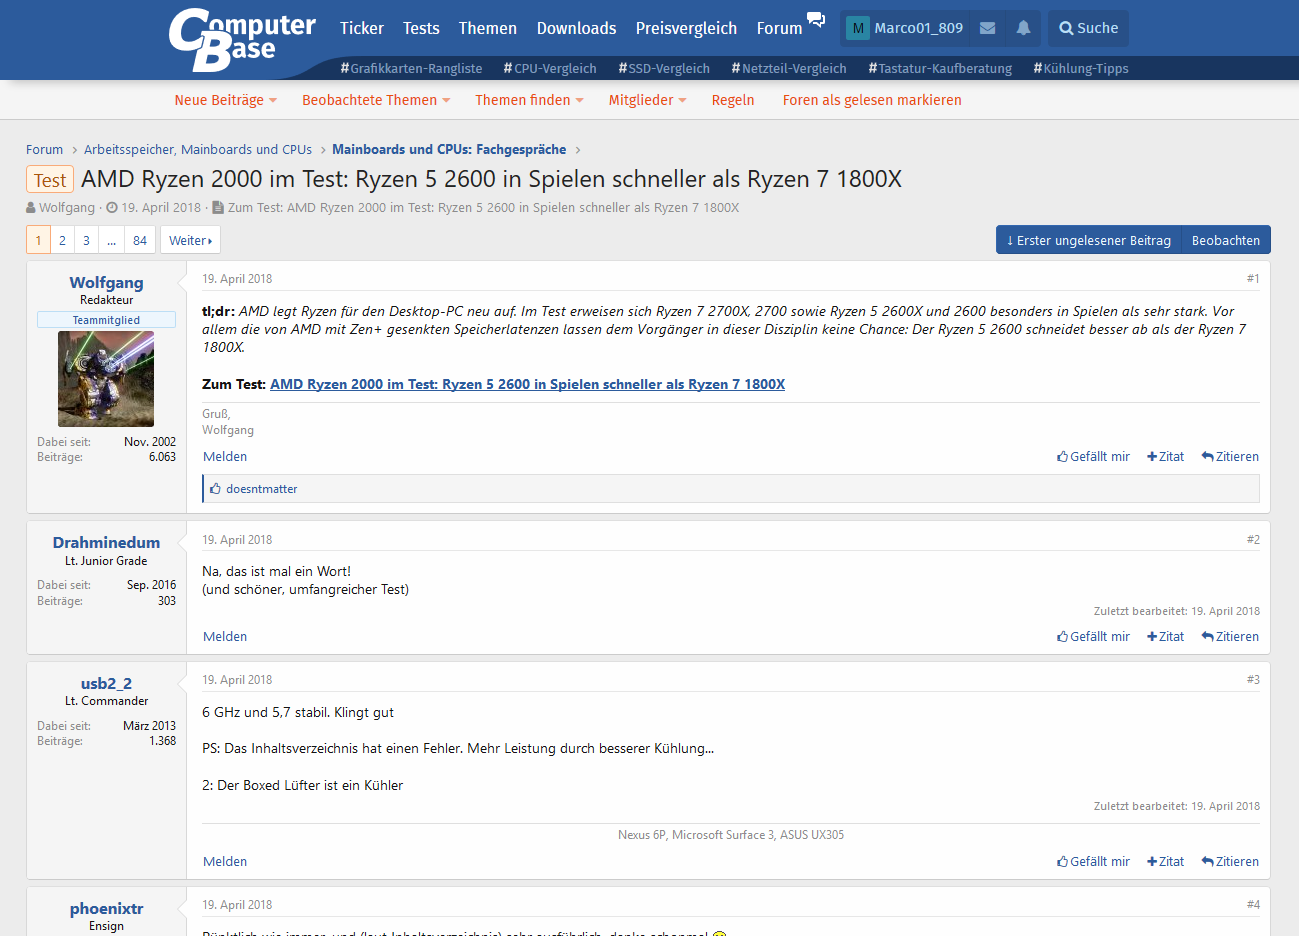 ComputerBase
Ticker Tests Themen Downloads Preisvergleich Forum M Marco01_809 Suche
#Grafikkarten-Rangliste #CPU-Vergleich #SSD-Vergleich #Netzteil-Vergleich #Tastatur-Kaufberatung #Kühlung-Tipps
Neue Beiträge Beobachtete Themen Themen finden Mitglieder Regeln Foren als gelesen markieren
Forum > Arbeitsspeicher, Mainboards und CPUs > Mainboards und CPUs: Fachgespräche >
Test AMD Ryzen 2000 im Test: Ryzen 5 2600 in Spielen schneller als Ryzen 7 1800X
Wolfgang · 19. April 2018 · Zum Test: AMD Ryzen 2000 im Test: Ryzen 5 2600 in Spielen schneller als Ryzen 7 1800X
1 2 3 ... 84 Weiter
↓ Erster ungelesener Beitrag Beobachten
Wolfgang
Redakteur
Teammitglied
Dabei seit: Nov. 2002
Beiträge: 6.063
19. April 2018 #1
tl;dr: AMD legt Ryzen für den Desktop-PC neu auf. Im Test erweisen sich Ryzen 7 2700X, 2700 sowie Ryzen 5 2600X und 2600 besonders in Spielen als sehr stark. Vor
allem die von AMD mit Zen+ gesenkten Speicherlatenzen lassen dem Vorgänger in dieser Disziplin keine Chance: Der Ryzen 5 2600 schneidet besser ab als der Ryzen 7
1800X.
Zum Test: AMD Ryzen 2000 im Test: Ryzen 5 2600 in Spielen schneller als Ryzen 7 1800X
Gruß,
Wolfgang
Melden Gefällt mir +Zitat Zitieren
doesntmatter
Drahminedum
Lt. Junior Grade
Dabei seit: Sep. 2016
Beiträge: 303
19. April 2018 #2
Na, das ist mal ein Wort!
(und schöner, umfangreicher Test)
Zuletzt bearbeitet: 19. April 2018
Melden Gefällt mir +Zitat Zitieren
usb2_2
Lt. Commander
Dabei seit: März 2013
Beiträge: 1.368
19. April 2018 #3
6 GHz und 5,7 stabil. Klingt gut
PS: Das Inhaltsverzeichnis hat einen Fehler. Mehr Leistung durch besserer Kühlung...
2: Der Boxed Lüfter ist ein Kühler
Zuletzt bearbeitet: 19. April 2018
Nexus 6P, Microsoft Surface 3, ASUS UX305
Melden Gefällt mir +Zitat Zitieren
phoenixtr
Ensign
19. April 2018 #4
Pünktlich wie immer und (laut Inhaltsverzeichnis) sehr ausführlich, danke schonmal